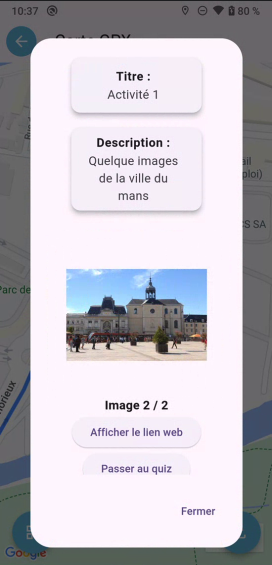 10:37
80 %
Carte GPX
Titre :
Activité 1
Description :
Quelque images
de la ville du
mans
CS SA
Parc de
Image 2 / 2
Afficher le lien web
Passer au quiz
Fermer
Google